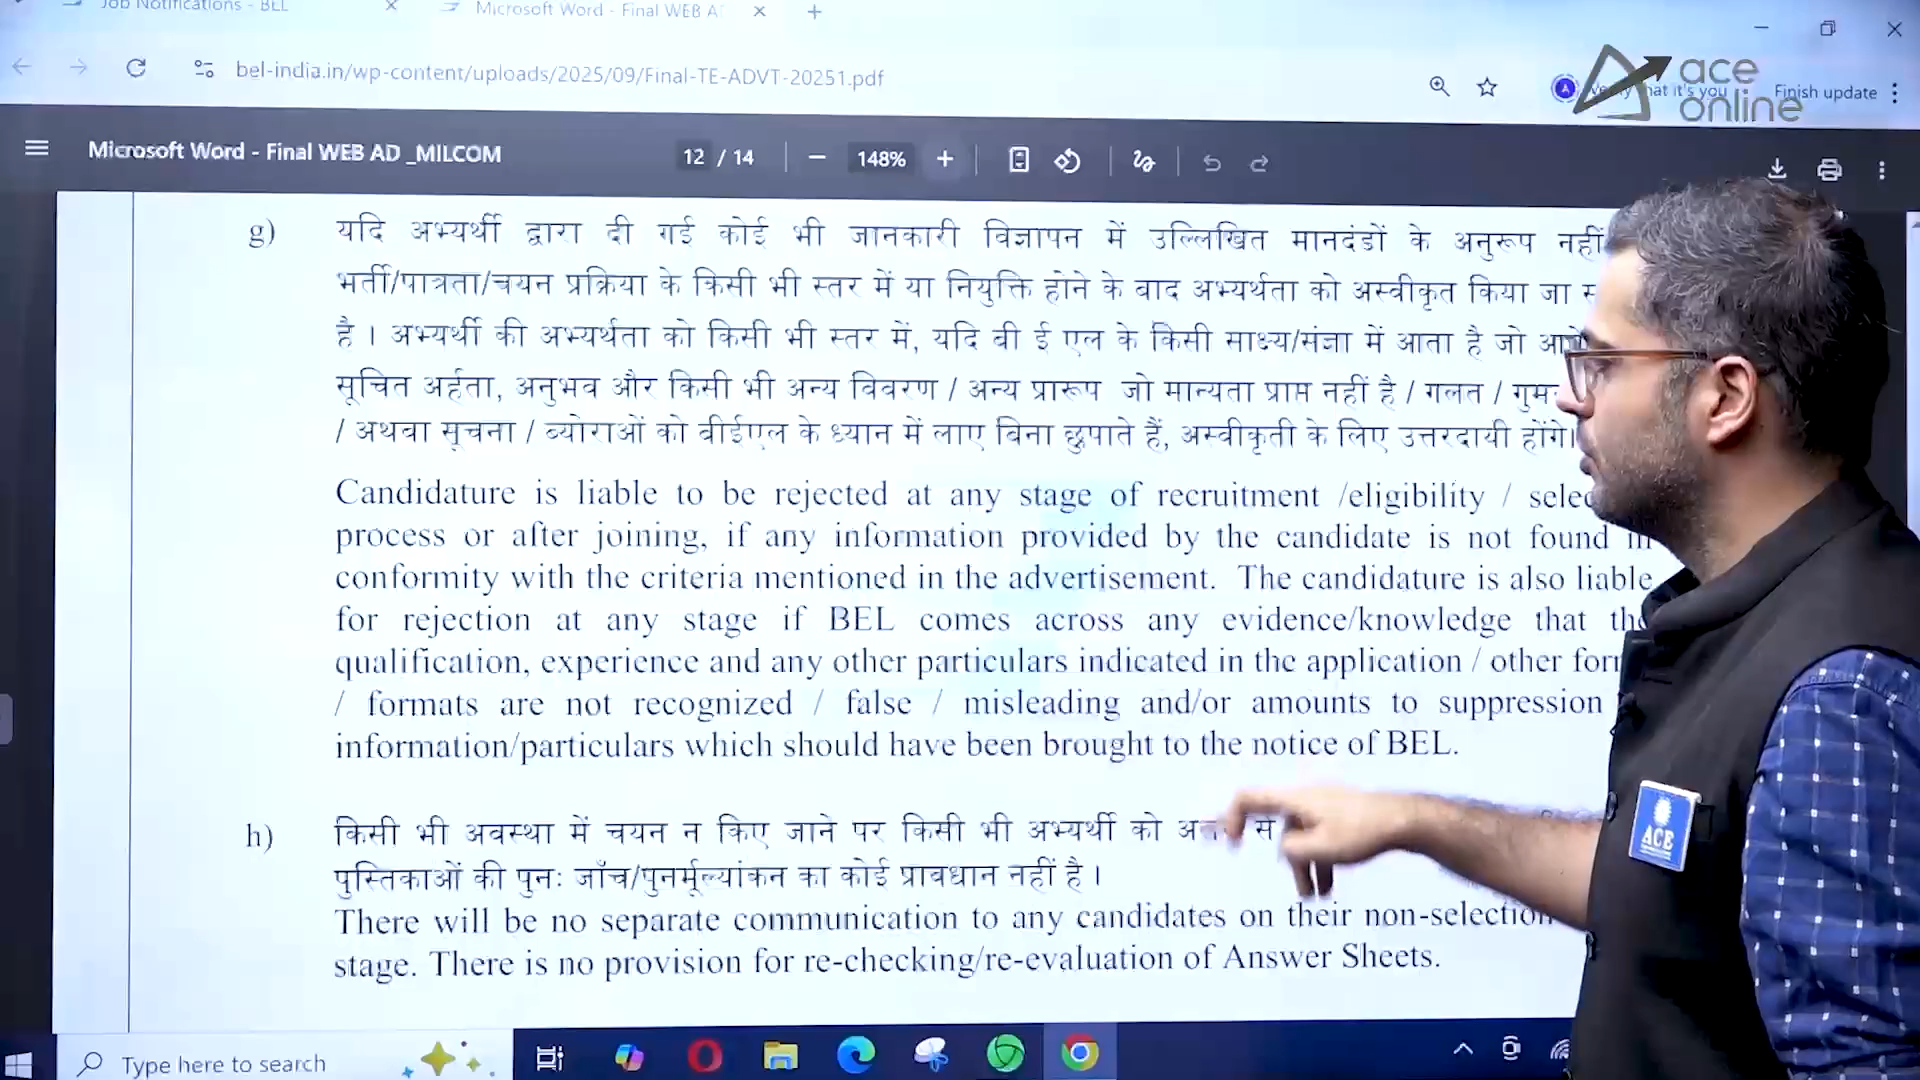 Job Notifications - BEL
Microsoft Word - Final WEB A
bel-india.in/wp-content/uploads/2025/09/Final-TE-ADVT-20251.pdf
that it's you
Finish update
ace
online
Microsoft Word - Final WEB AD _MILCOM
12 / 14
148%
g) यदि अभ्यर्थी द्वारा दी गई कोई भी जानकारी विज्ञापन में उल्लिखित मानदंडों के अनुरूप नहीं
भर्ती/पात्रता/चयन प्रक्रिया के किसी भी स्तर में या नियुक्ति होने के बाद अभ्यर्थता को अस्वीकृत किया जा
है । अभ्यर्थी की अभ्यर्थता को किसी भी स्तर में, यदि बी ई एल के किसी साक्ष्य/संज्ञा में आता है जो
सूचित अर्हता, अनुभव और किसी भी अन्य विवरण / अन्य प्रारूप जो मान्यता प्राप्त नहीं है / गलत /
/ अथवा सूचना / ब्योराओं को बीईएल के ध्यान में लाए बिना छुपाते हैं, अस्वीकृती के लिए उत्तरदायी होंगे।
Candidature is liable to be rejected at any stage of recruitment /eligibility /
process or after joining, if any information provided by the candidate is not found in
conformity with the criteria mentioned in the advertisement. The candidature is also liable
for rejection at any stage if BEL comes across any evidence/knowledge that the
qualification, experience and any other particulars indicated in the application / other
/ formats are not recognized / false / misleading and/or amounts to suppression
information/particulars which should have been brought to the notice of BEL.
h) किसी भी अवस्था में चयन न किए जाने पर किसी भी अभ्यर्थी को से
पुस्तिकाओं की पुनः जाँच/पुनर्मूल्यांकन का कोई प्रावधान नहीं है ।
There will be no separate communication to any candidates on their non-selection
stage. There is no provision for re-checking/re-evaluation of Answer Sheets.
ACE
Type here to search